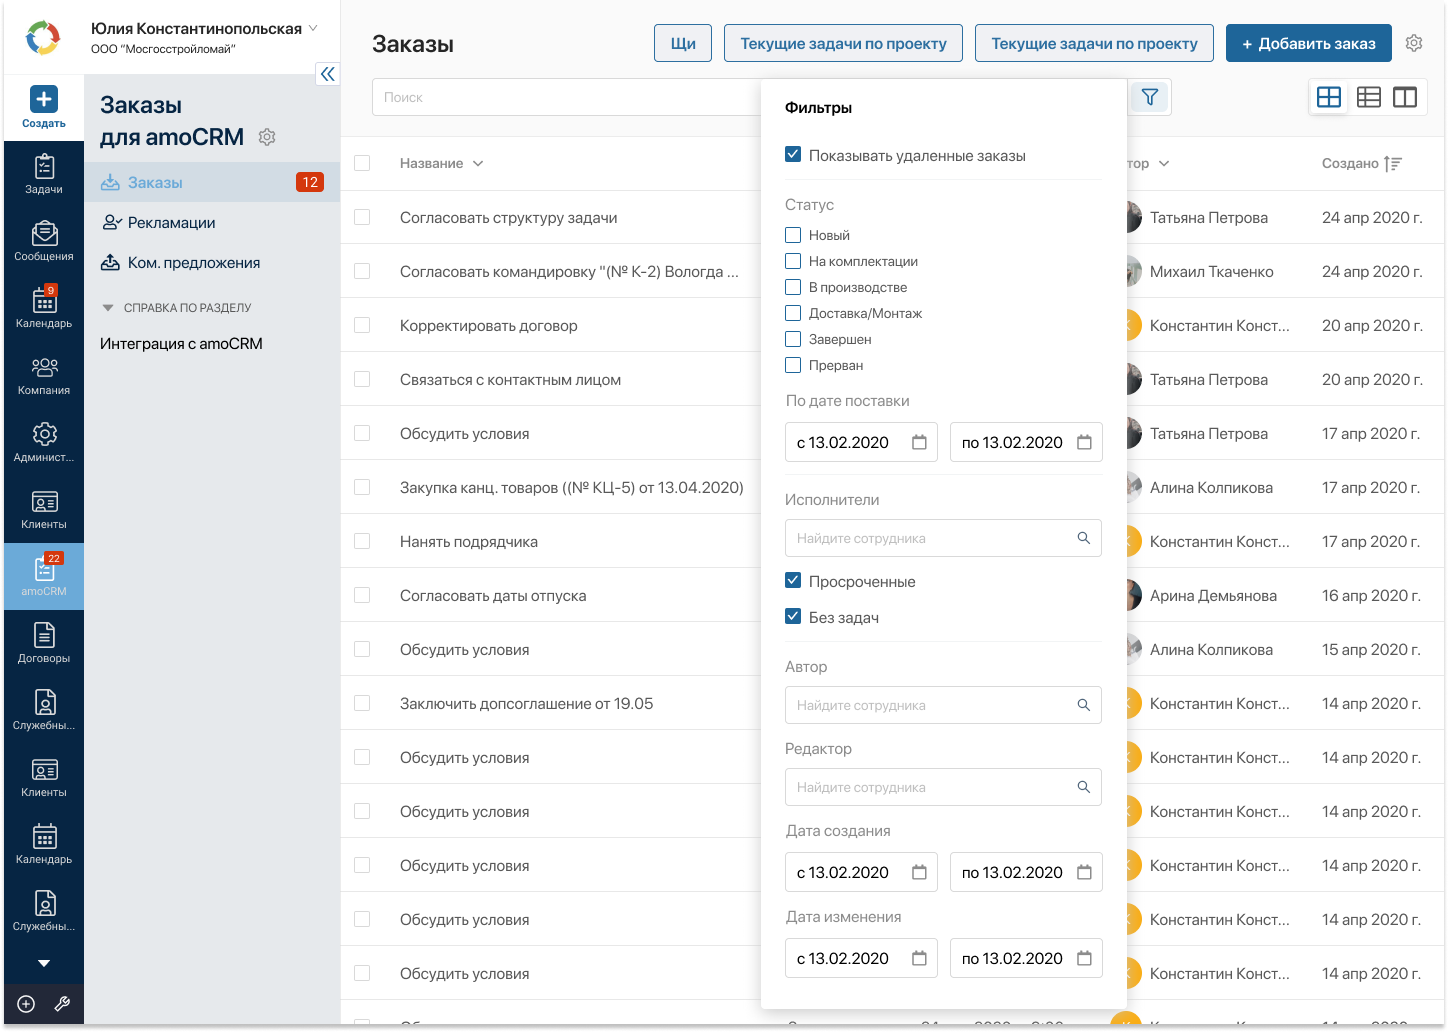 Юлия Константинопольская
ООО “Мосгосстройломай”
Создать
Задачи
Сообщения
9
Календарь
Компания
Админист...
Клиенты
22
amoCRM
Договоры
Служебны...
Клиенты
Календарь
Служебны...
Заказы
для amoCRM
Заказы
12
Рекламации
Ком. предложения
СПРАВКА ПО РАЗДЕЛУ
Интеграция с amoCRM
Заказы
Щи
Текущие задачи по проекту
Текущие задачи по проекту
+ Добавить заказ
Поиск
Название
тор
Создано
Согласовать структуру задачи
Татьяна Петрова
24 апр 2020 г.
Согласовать командировку "(№ К-2) Вологда ...
Михаил Ткаченко
24 апр 2020 г.
Корректировать договор
Константин Конст...
20 апр 2020 г.
Связаться с контактным лицом
Татьяна Петрова
20 апр 2020 г.
Обсудить условия
Татьяна Петрова
17 апр 2020 г.
Закупка канц. товаров ((№ КЦ-5) от 13.04.2020)
Алина Колпикова
17 апр 2020 г.
Нанять подрядчика
Константин Конст...
17 апр 2020 г.
Согласовать даты отпуска
Арина Демьянова
16 апр 2020 г.
Обсудить условия
Алина Колпикова
15 апр 2020 г.
Заключить допсоглашение от 19.05
Константин Конст...
14 апр 2020 г.
Обсудить условия
Константин Конст...
14 апр 2020 г.
Обсудить условия
Константин Конст...
14 апр 2020 г.
Обсудить условия
Константин Конст...
14 апр 2020 г.
Обсудить условия
Константин Конст...
14 апр 2020 г.
Обсудить условия
Константин Конст...
14 апр 2020 г.
Фильтры
Показывать удаленные заказы
Статус
Новый
На комплектации
В производстве
Доставка/Монтаж
Завершен
Прерван
По дате поставки
с 13.02.2020
по 13.02.2020
Исполнители
Найдите сотрудника
Просроченные
Без задач
Автор
Найдите сотрудника
Редактор
Найдите сотрудника
Дата создания
с 13.02.2020
по 13.02.2020
Дата изменения
с 13.02.2020
по 13.02.2020